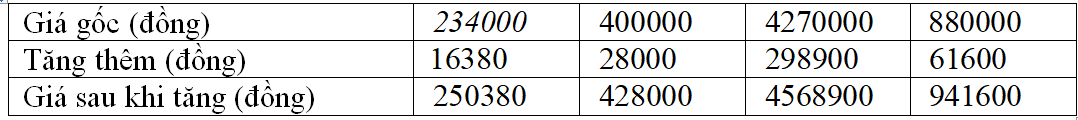 Giá gốc (đồng) 234000 400000 4270000 880000
Tăng thêm (đồng) 16380 28000 298900 61600
Giá sau khi tăng (đồng) 250380 428000 4568900 941600